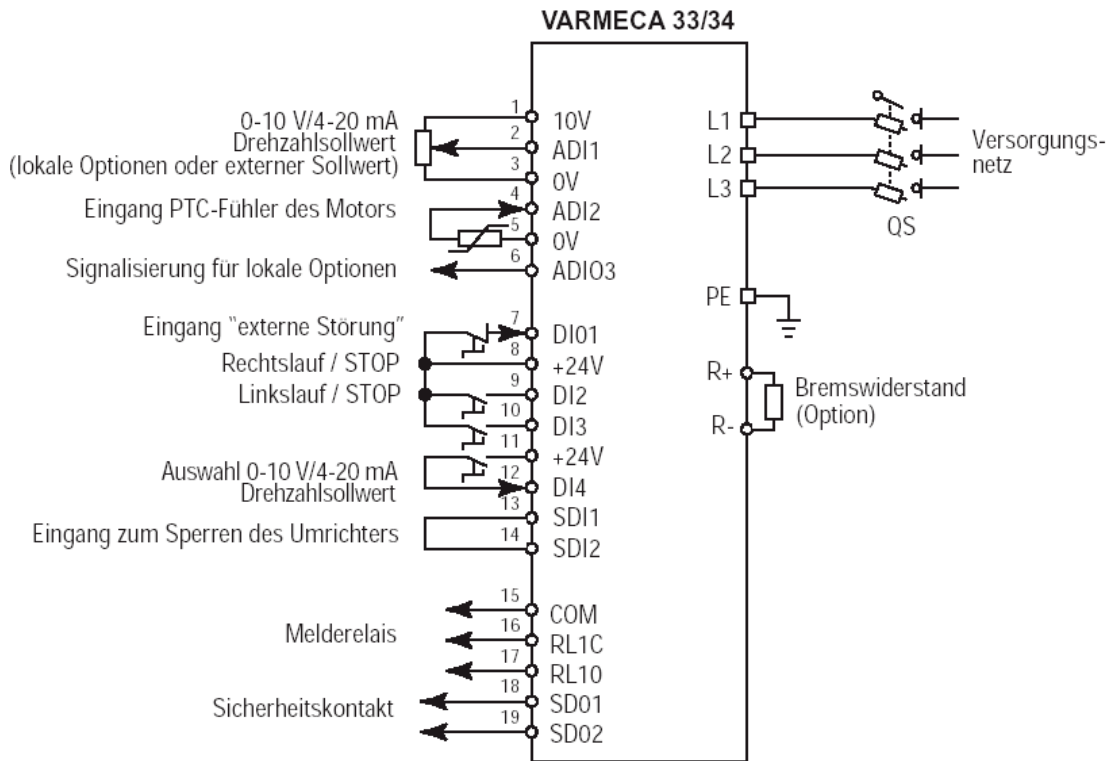 VARMECA 33/34
0-10 V/4-20 mA
Drehzahlsollwert
(lokale Optionen oder externer Sollwert)
Eingang PTC-Fühler des Motors
Signalisierung für lokale Optionen
Eingang "externe Störung"
Rechtslauf / STOP
Linkslauf / STOP
Auswahl 0-10 V/4-20 mA
Drehzahlsollwert
Eingang zum Sperren des Umrichters
Melderelais
Sicherheitskontakt
1 10V
2 ADI1
3 0V
4 ADI2
5 0V
6 ADIO3
7 DI01
8 +24V
9 DI2
10 DI3
11 +24V
12 DI4
13 SDI1
14 SDI2
15 COM
16 RL1C
17 RL10
18 SD01
19 SD02
L1
L2
L3
QS
Versorgungs-
netz
PE
R+
R-
Bremswiderstand
(Option)